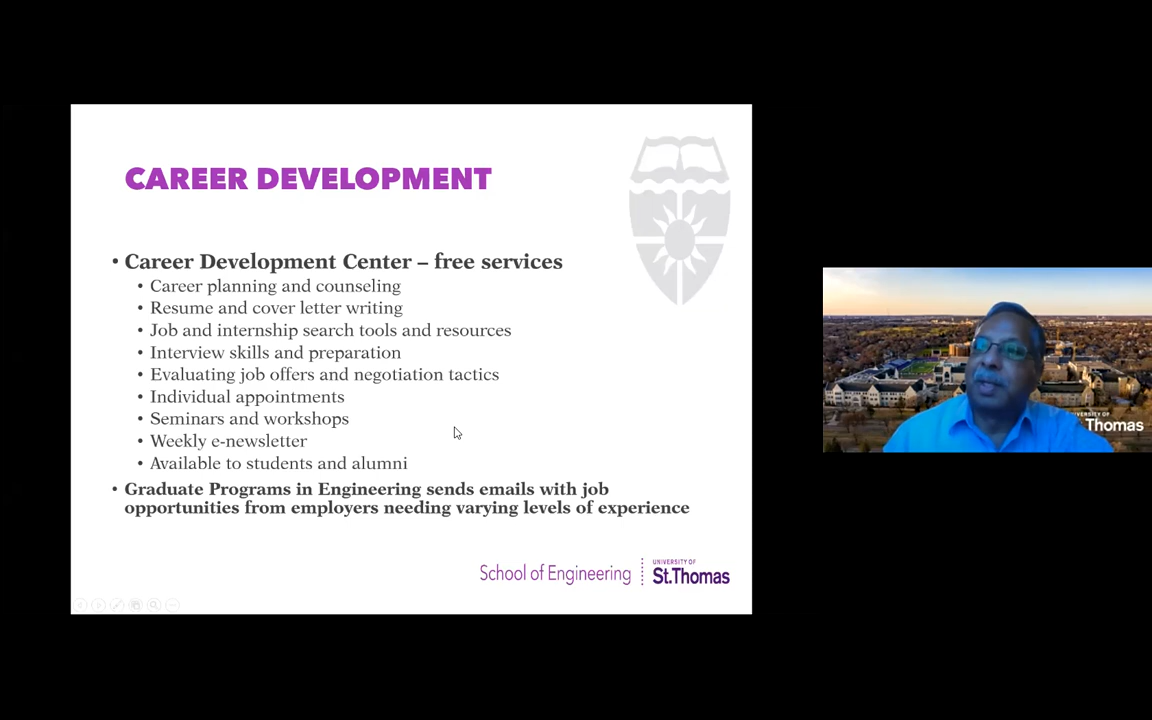 CAREER DEVELOPMENT
• Career Development Center – free services
• Career planning and counseling
• Resume and cover letter writing
• Job and internship search tools and resources
• Interview skills and preparation
• Evaluating job offers and negotiation tactics
• Individual appointments
• Seminars and workshops
• Weekly e-newsletter
• Available to students and alumni
• Graduate Programs in Engineering sends emails with job
opportunities from employers needing varying levels of experience
School of Engineering
UNIVERSITY OF
St.Thomas
Thomas